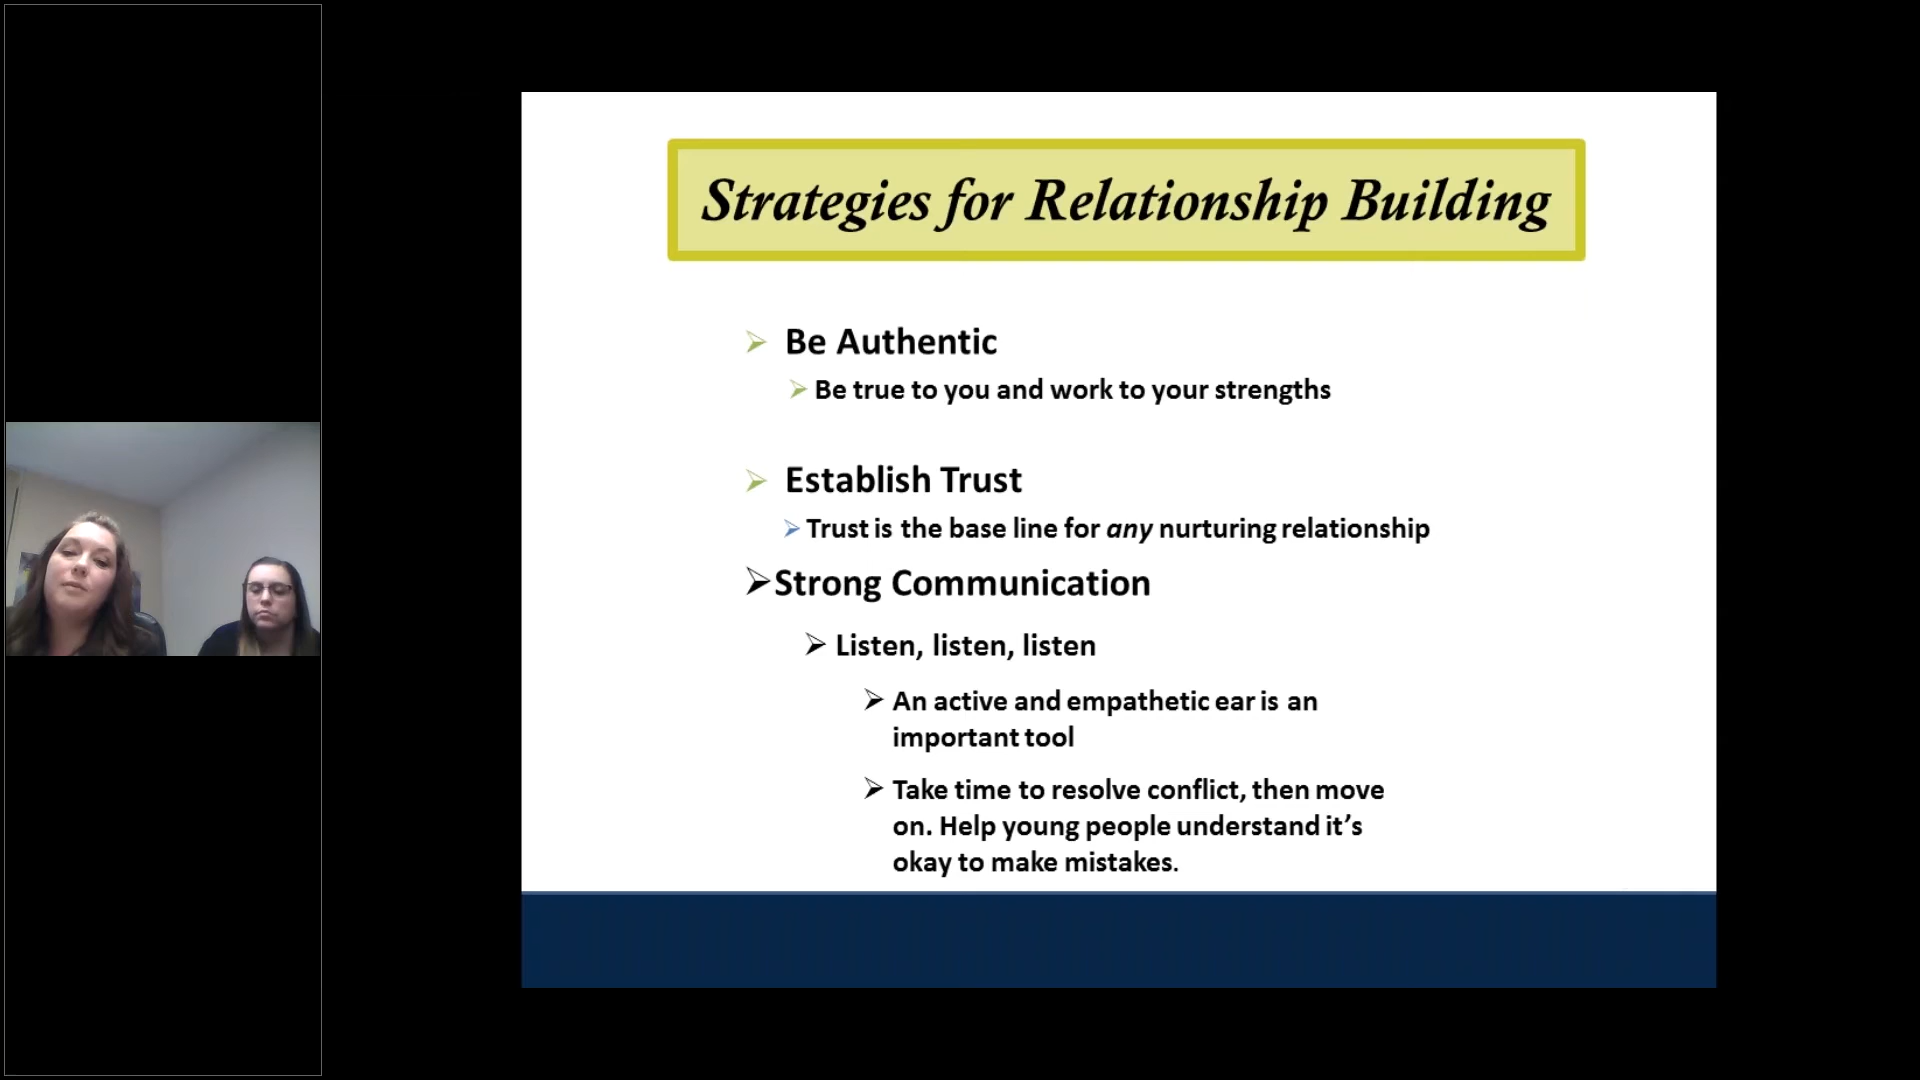 Strategies for Relationship Building
Be Authentic
Be true to you and work to your strengths
Establish Trust
Trust is the base line for any nurturing relationship
Strong Communication
Listen, listen, listen
An active and empathetic ear is an
important tool
Take time to resolve conflict, then move
on. Help young people understand it’s
okay to make mistakes.